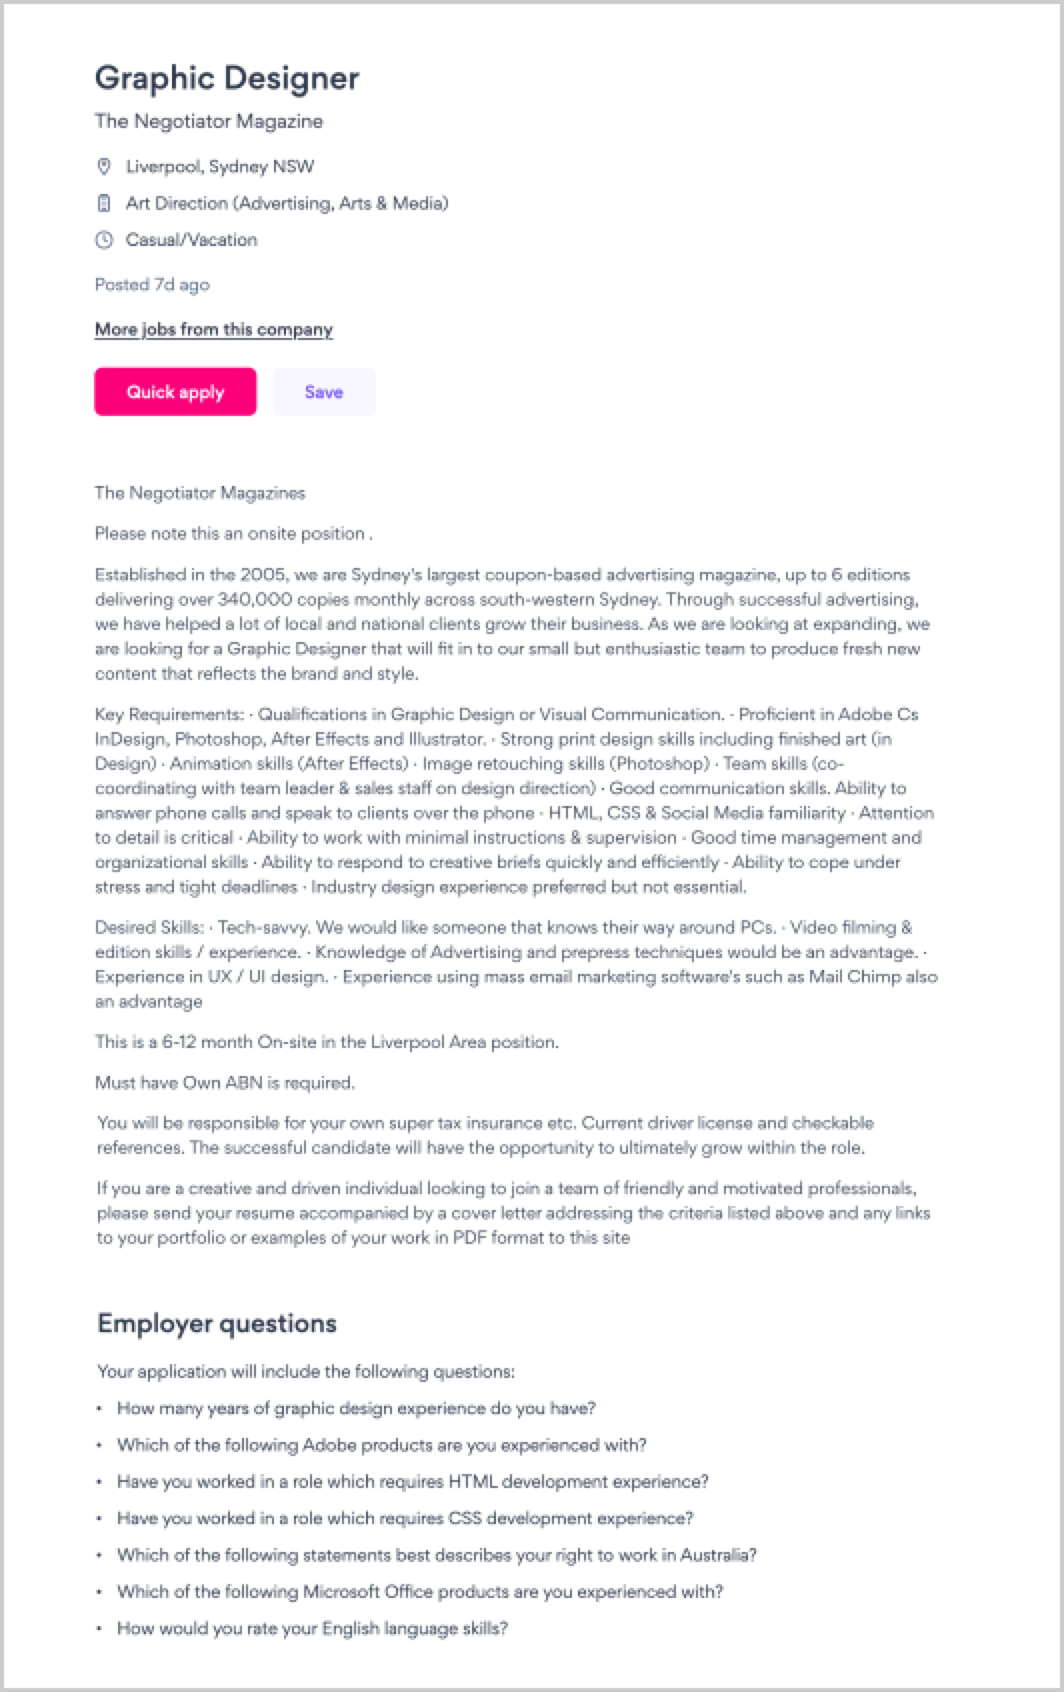 Graphic Designer
The Negotiator Magazine
Liverpool, Sydney NSW
Art Direction (Advertising, Arts & Media)
Casual/Vacation
Posted 7d ago
More jobs from this company
Quick apply
Save
The Negotiator Magazines
Please note this an onsite position .
Established in the 2005, we are Sydney's largest coupon-based advertising magazine, up to 6 editions
delivering over 340,000 copies monthly across south-western Sydney. Through successful advertising,
we have helped a lot of local and national clients grow their business. As we are looking at expanding, we
are looking for a Graphic Designer that will fit in to our small but enthusiastic team to produce fresh new
content that reflects the brand and style.
Key Requirements: · Qualifications in Graphic Design or Visual Communication. · Proficient in Adobe Cs
InDesign, Photoshop, After Effects and Illustrator. · Strong print design skills including finished art (in
Design) · Animation skills (After Effects) · Image retouching skills (Photoshop) · Team skills (co-
coordinating with team leader & sales staff on design direction) · Good communication skills. Ability to
answer phone calls and speak to clients over the phone · HTML, CSS & Social Media familiarity · Attention
to detail is critical · Ability to work with minimal instructions & supervision · Good time management and
organizational skills · Ability to respond to creative briefs quickly and efficiently · Ability to cope under
stress and tight deadlines · Industry design experience preferred but not essential.
Desired Skills: · Tech-savvy. We would like someone that knows their way around PCs. · Video filming &
edition skills / experience. · Knowledge of Advertising and prepress techniques would be an advantage. ·
Experience in UX / UI design. · Experience using mass email marketing software's such as Mail Chimp also
an advantage
This is a 6-12 month On-site in the Liverpool Area position.
Must have Own ABN is required.
You will be responsible for your own super tax insurance etc. Current driver license and checkable
references. The successful candidate will have the opportunity to ultimately grow within the role.
If you are a creative and driven individual looking to join a team of friendly and motivated professionals,
please send your resume accompanied by a cover letter addressing the criteria listed above and any links
to your portfolio or examples of your work in PDF format to this site
Employer questions
Your application will include the following questions:
• How many years of graphic design experience do you have?
• Which of the following Adobe products are you experienced with?
• Have you worked in a role which requires HTML development experience?
• Have you worked in a role which requires CSS development experience?
• Which of the following statements best describes your right to work in Australia?
• Which of the following Microsoft Office products are you experienced with?
• How would you rate your English language skills?